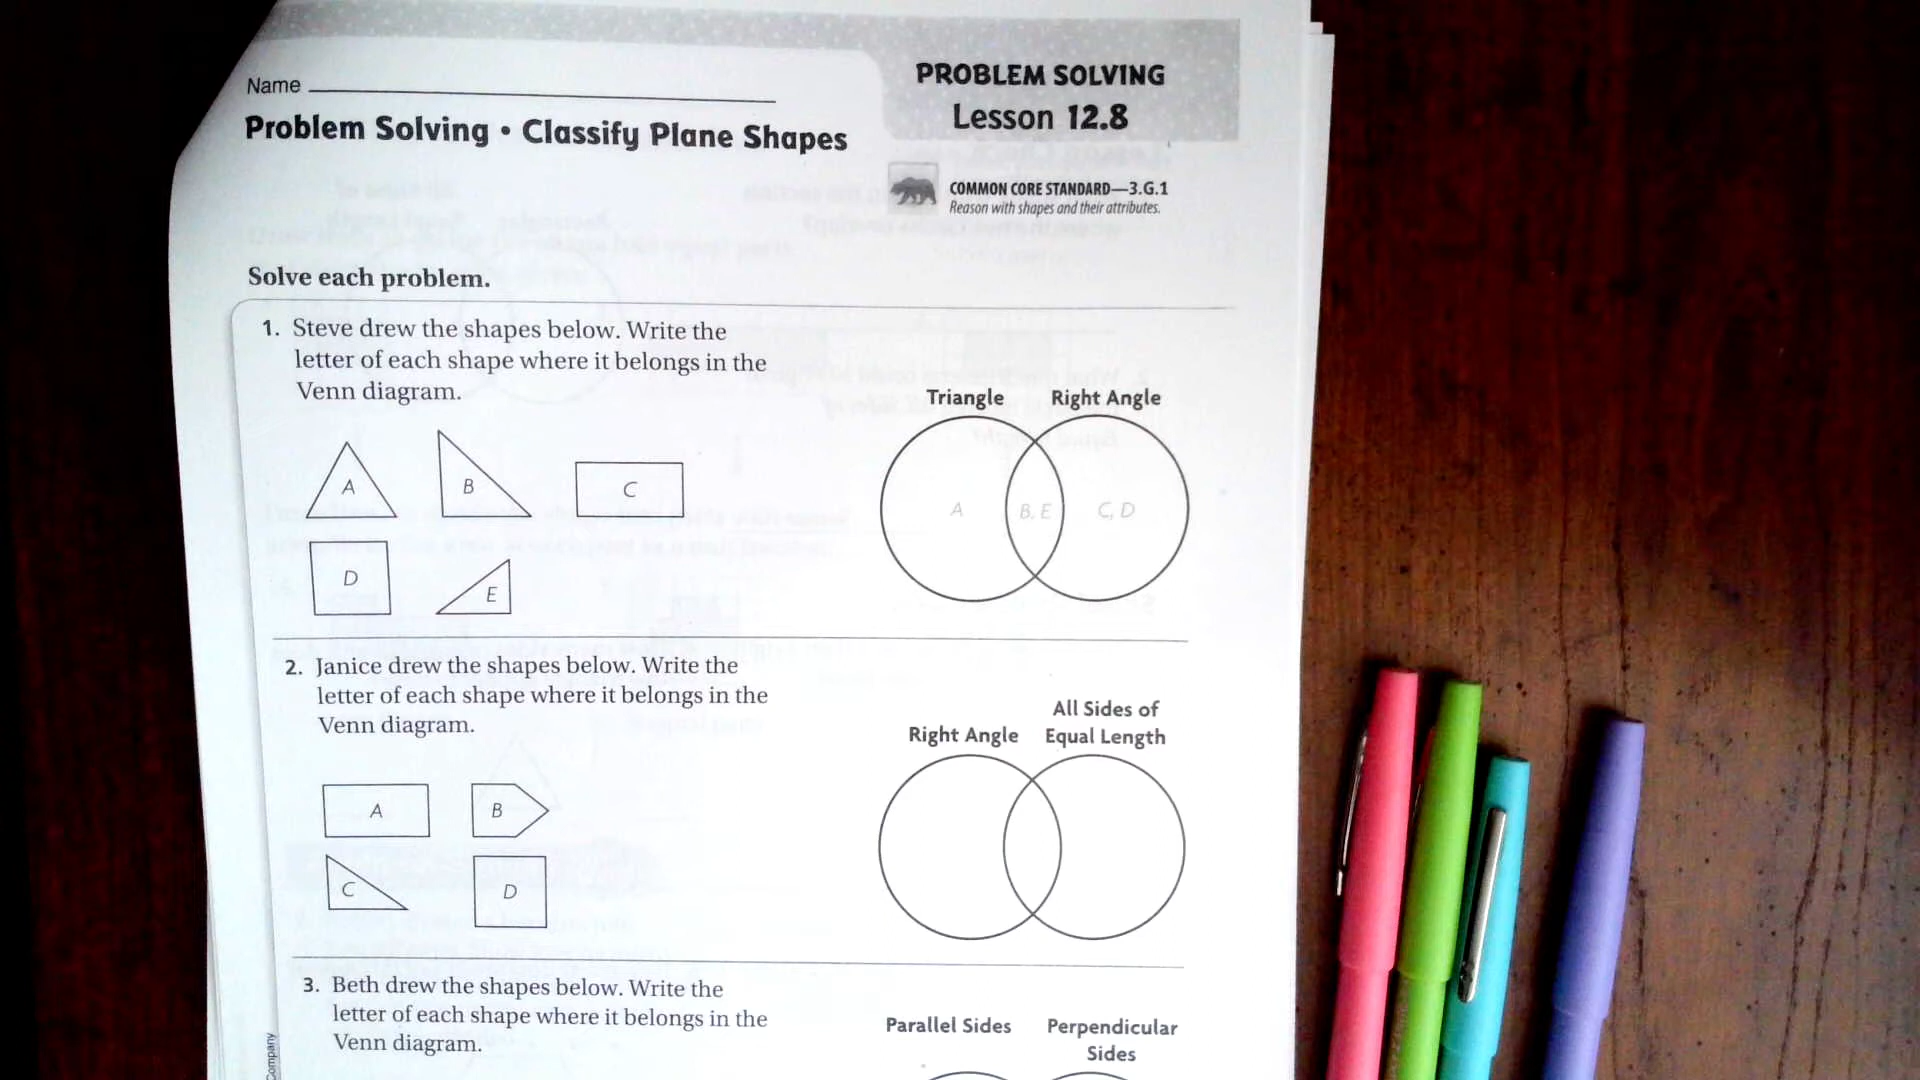 Name
PROBLEM SOLVING
Lesson 12.8
Problem Solving • Classify Plane Shapes
COMMON CORE STANDARD—3.G.1
Reason with shapes and their attributes.
Solve each problem.
1. Steve drew the shapes below. Write the
letter of each shape where it belongs in the
Venn diagram.
Triangle Right Angle
A B C
A B, E C, D
D E
2. Janice drew the shapes below. Write the
letter of each shape where it belongs in the
Venn diagram.
All Sides of
Right Angle Equal Length
A B
C D
3. Beth drew the shapes below. Write the
letter of each shape where it belongs in the
Venn diagram.
Parallel Sides Perpendicular
Sides
Company